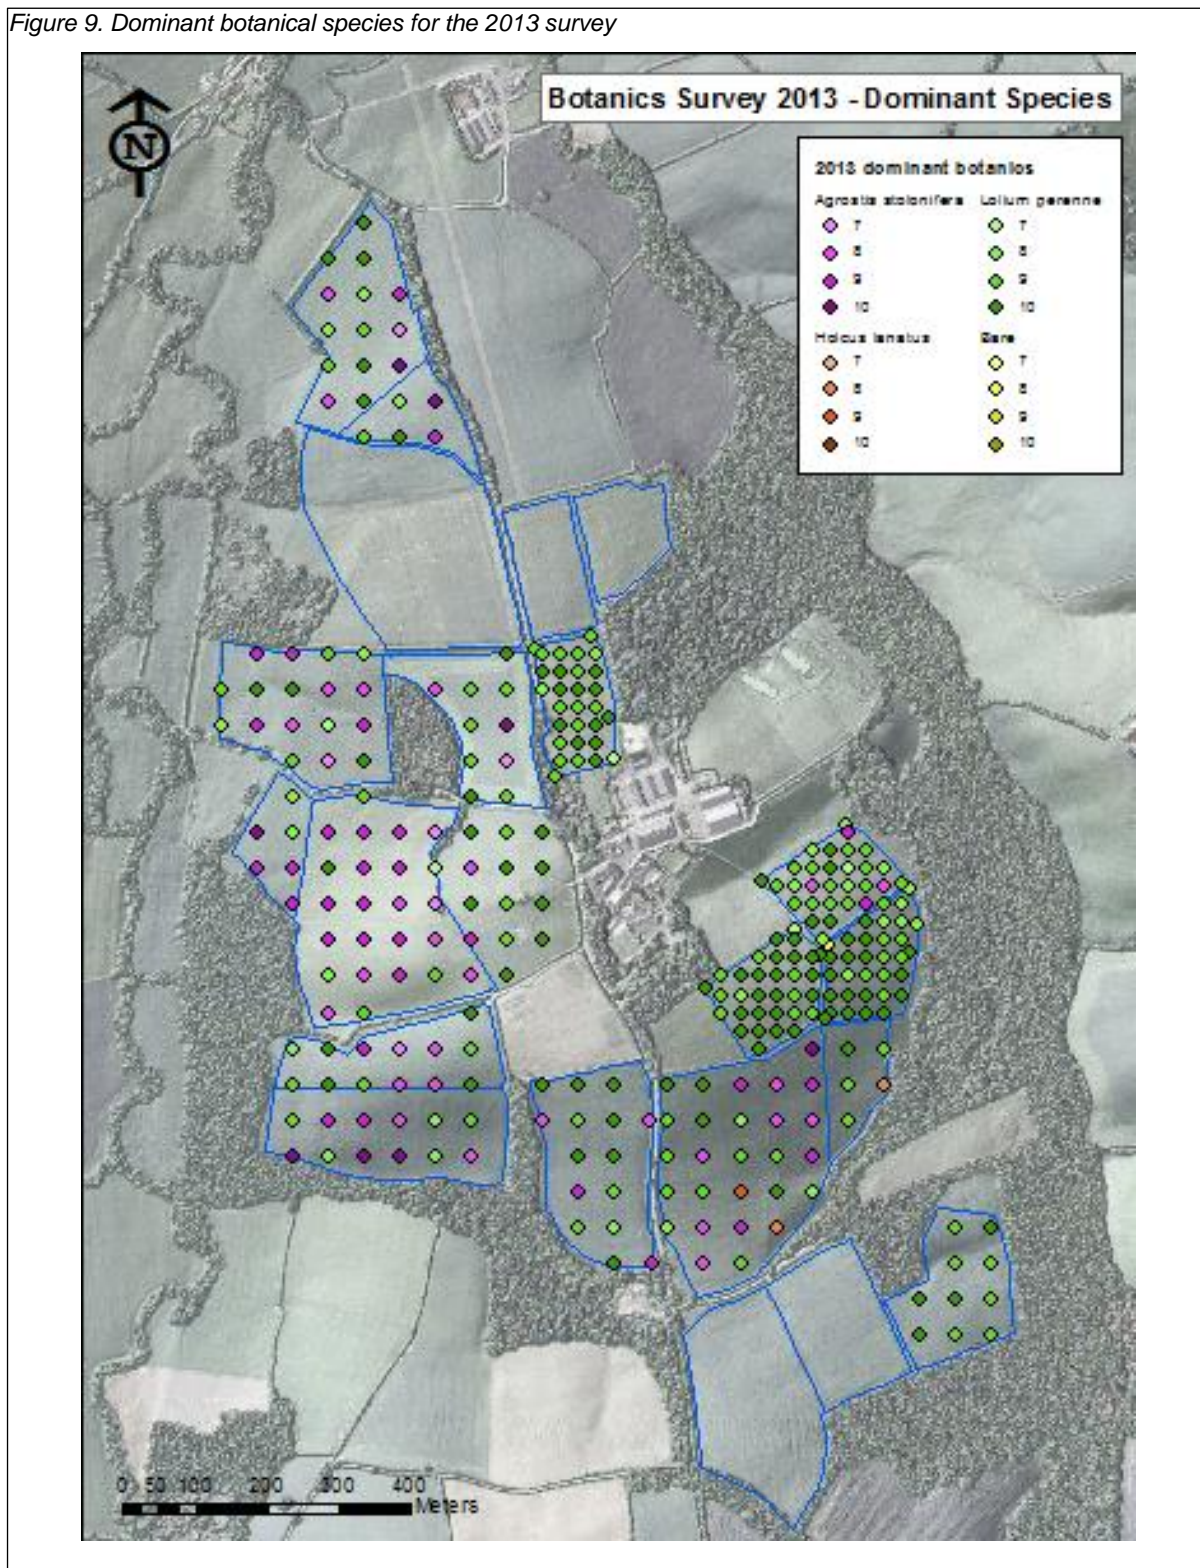 Figure 9. Dominant botanical species for the 2013 survey
Botanics Survey 2013 - Dominant Species
N
2013 dominant botanics
Agrostis stolonifera Lolium perenne
7 7
8 8
9 9
10 10
Holcus lanatus Bare
7 7
8 8
9 9
10 10
0 50 100 200 300 400
Meters